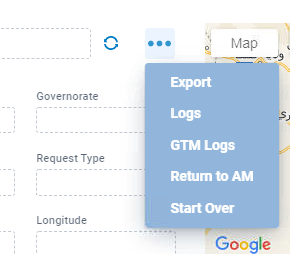 Map
Export
Governorate
Logs
GTM Logs
Request Type
Return to AM
Start Over
Longitude
Google